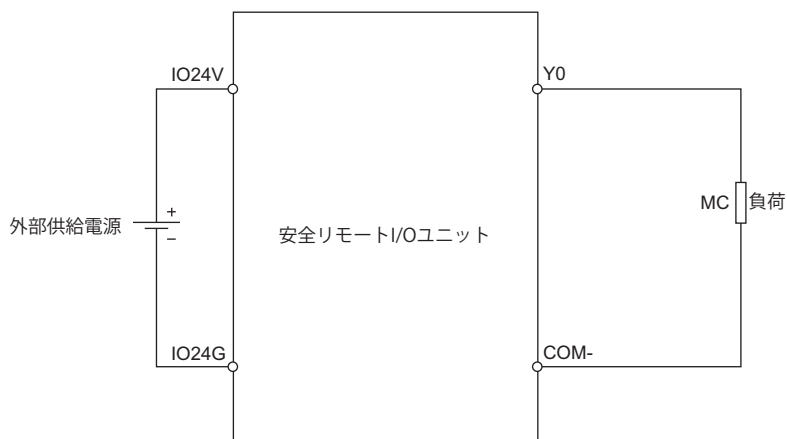 IO24V
Y0
外部供給電源
+
−
安全リモートI/Oユニット
MC
負荷
IO24G
COM-